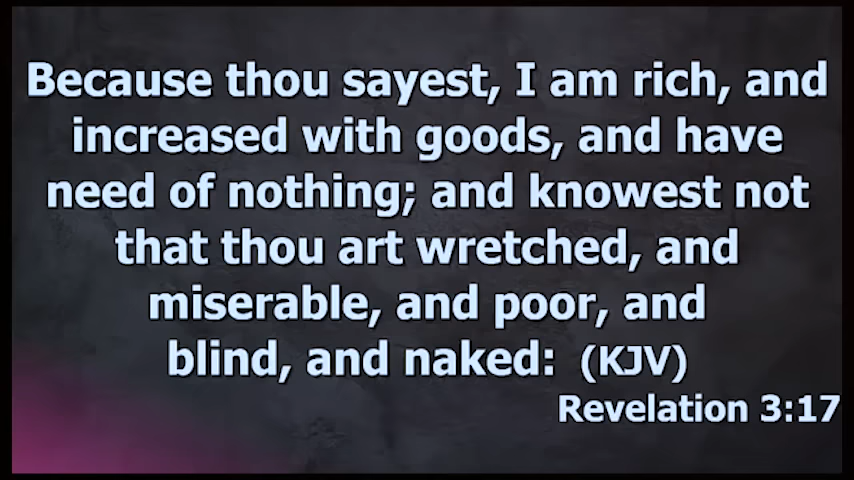 Because thou sayest, I am rich, and
increased with goods, and have
need of nothing; and knowest not
that thou art wretched, and
miserable, and poor, and
blind, and naked: (KJV)
Revelation 3:17